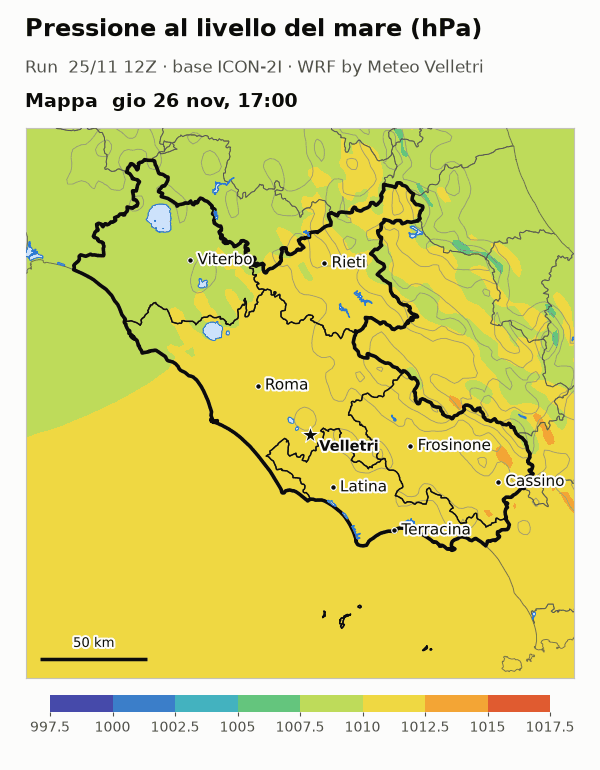 Pressione al livello del mare (hPa)
Run  25/11 12Z · base ICON-2I · WRF by Meteo Velletri
Mappa  gio 26 nov, 17:00
Viterbo
Rieti
Roma
Velletri
Frosinone
Cassino
Latina
Terracina
50 km
997.5 1000 1002.5 1005 1007.5 1010 1012.5 1015 1017.5